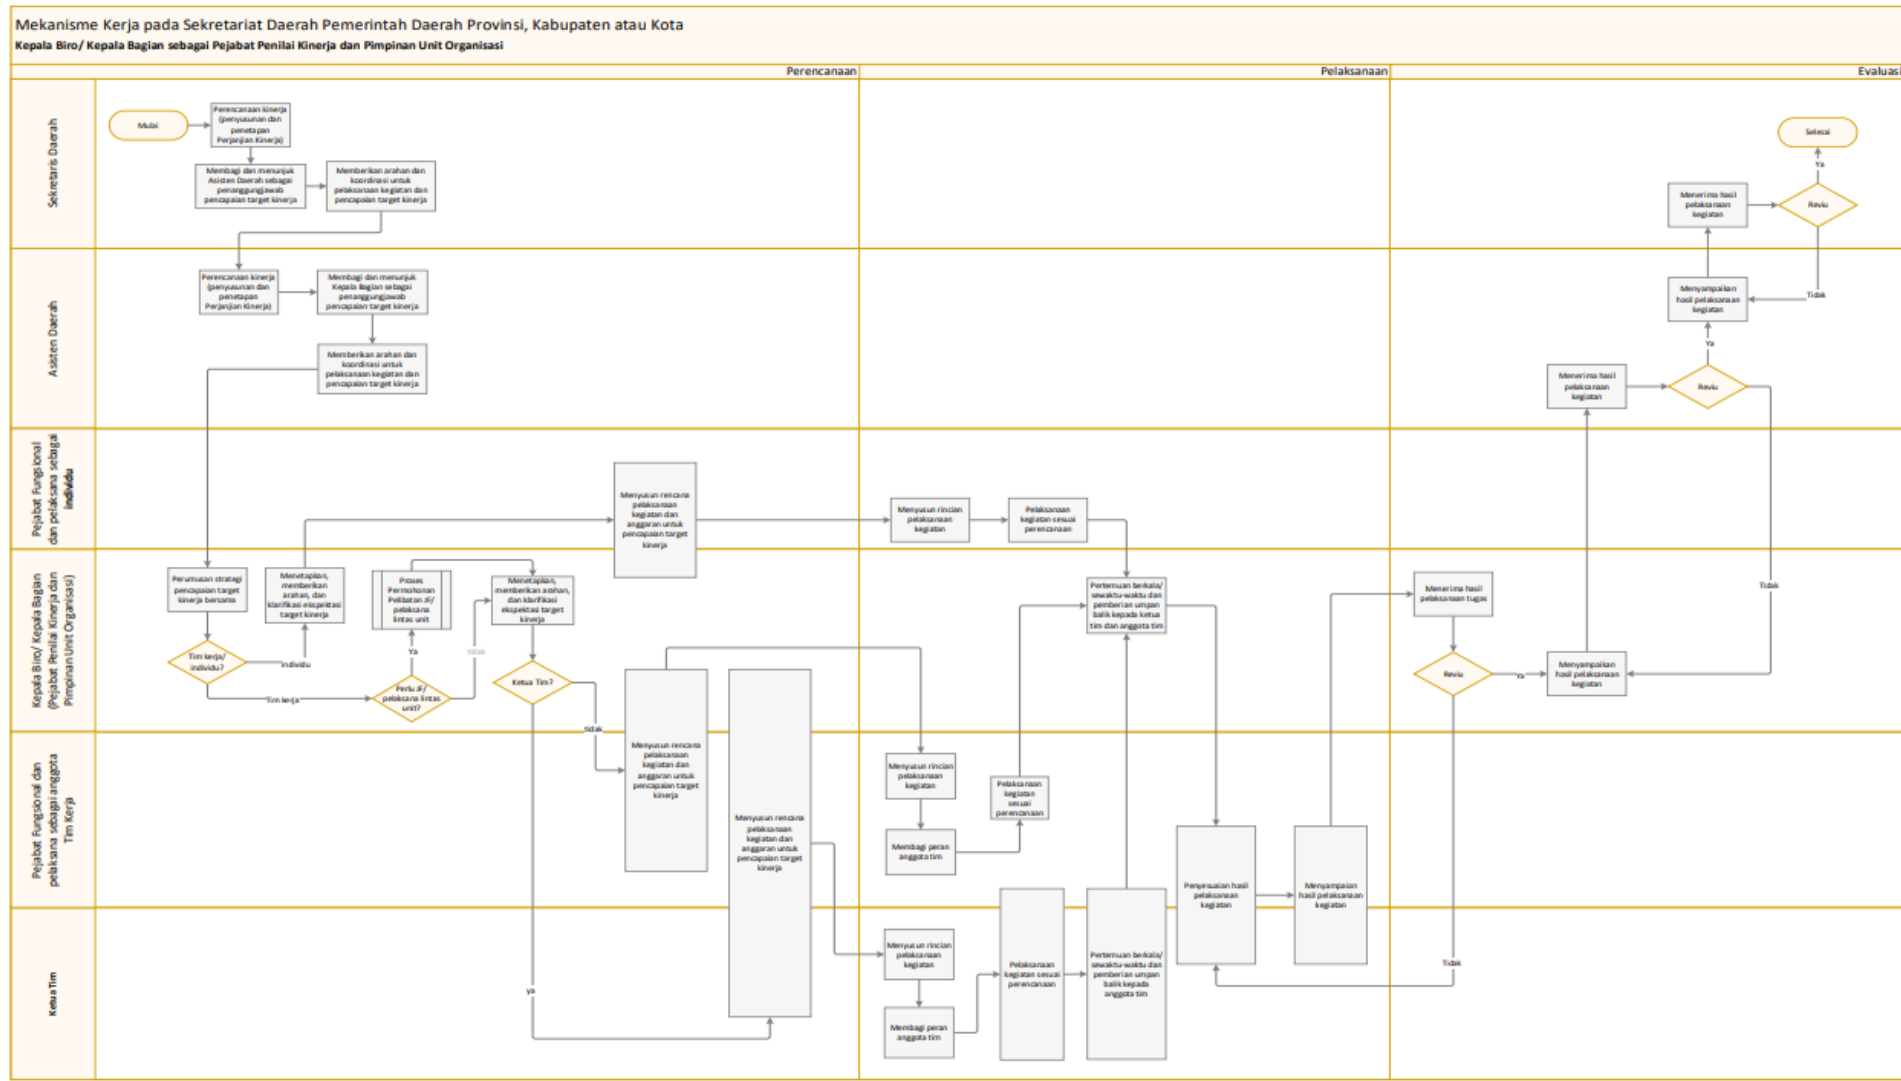 Mekanisme Kerja pada Sekretariat Daerah Pemerintah Daerah Provinsi, Kabupaten atau Kota
Kepala Biro/ Kepala Bagian sebagai Pejabat Penilai Kinerja dan Pimpinan Unit Organisasi
Perencanaan
Pelaksanaan
Evaluasi
Sekretaris Daerah
Mulai
Perencanaan kinerja
(penyusunan dan
penetapan
Perjanjian Kinerja)
Membagi dan menunjuk
Asisten Daerah sebagai
penanggungjawab
pencapaian target kinerja
Memberikan arahan dan
koordinasi untuk
pelaksanaan kegiatan dan
pencapaian target kinerja
Selesai
Ya
Menerima hasil
pelaksanaan
kegiatan
Reviu
Asisten Daerah
Perencanaan kinerja
(penyusunan dan
penetapan
Perjanjian Kinerja)
Membagi dan menunjuk
Kepala Bagian sebagai
penanggungjawab
pencapaian target kinerja
Memberikan arahan dan
koordinasi untuk
pelaksanaan kegiatan dan
pencapaian target kinerja
Menyampaikan
hasil pelaksanaan
kegiatan
Tidak
Ya
Menerima hasil
pelaksanaan
kegiatan
Reviu
Pejabat Fungsional
dan pelaksana sebagai
individu
Menyusun rencana
pelaksanaan
kegiatan dan
anggaran untuk
pencapaian target
kinerja
Menyusun rincian
pelaksanaan
kegiatan
Pelaksanaan
kegiatan sesuai
perencanaan
Kepala Biro/ Kepala Bagian
(Pejabat Penilai Kinerja dan
Pimpinan Unit Organisasi)
Perumusan strategi
pencapaian target
kinerja bersama
Menetapkan,
memberikan
arahan, dan
klarifikasi ekspektasi
target kinerja
Proses
Permohonan
Pelibatan JF/
pelaksana
lintas unit
Menetapkan,
memberikan arahan,
dan klarifikasi
ekspektasi target
kinerja
Tim kerja/
individu?
individu
Tim kerja
Ya
tidak
Perlu JF/
pelaksana lintas
unit?
Ketua Tim?
tidak
ya
Pertemuan berkala/
sewaktu-waktu dan
pemberian umpan
balik kepada ketua
tim dan anggota tim
Menerima hasil
pelaksanaan tugas
Reviu
Ya
Menyampaikan
hasil pelaksanaan
kegiatan
Tidak
Pejabat Fungsional dan
pelaksana sebagai anggota
Tim Kerja
Menyusun rencana
pelaksanaan
kegiatan dan
anggaran untuk
pencapaian target
kinerja
Menyusun rencana
pelaksanaan
kegiatan dan
anggaran untuk
pencapaian target
kinerja
Menyusun rincian
pelaksanaan
kegiatan
Membagi peran
anggota tim
Pelaksanaan
kegiatan
sesuai
perencanaan
Penyesuaian hasil
pelaksanaan
kegiatan
Menyampaian
hasil pelaksanaan
kegiatan
Ketua Tim
Menyusun rincian
pelaksanaan
kegiatan
Membagi peran
anggota tim
Pelaksanaan
kegiatan sesuai
perencanaan
Pertemuan berkala/
sewaktu-waktu dan
pemberian umpan
balik kepada
anggota tim
Tidak